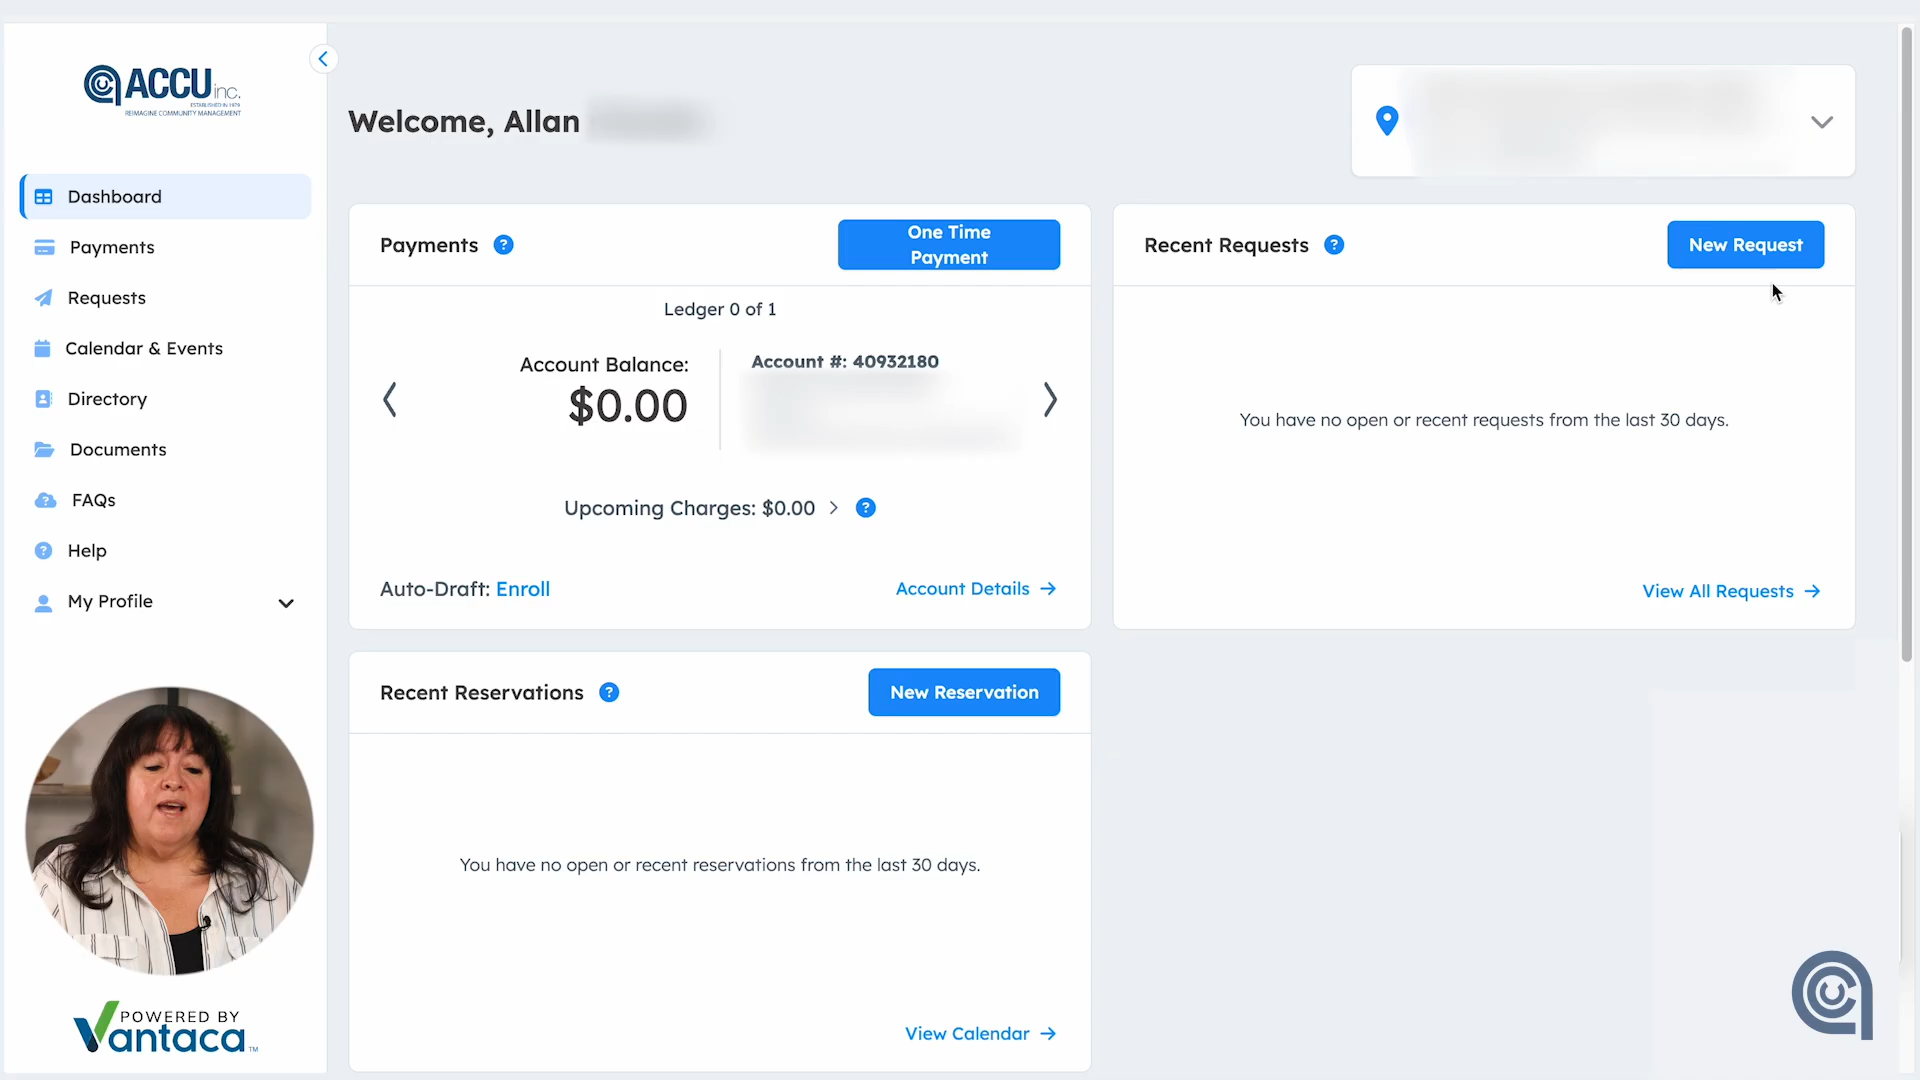 ACCU inc.
ESTABLISHED IN 1979
REIMAGINE COMMUNITY MANAGEMENT
Dashboard
Payments
Requests
Calendar & Events
Directory
Documents
FAQs
Help
My Profile
POWERED BY
Vantaca™
Welcome, Allan
Payments ?
One Time
Payment
Ledger 0 of 1
Account Balance:
$0.00
Account #: 40932180
Upcoming Charges: $0.00 > ?
Auto-Draft: Enroll
Account Details →
Recent Requests ?
New Request
You have no open or recent requests from the last 30 days.
View All Requests →
Recent Reservations ?
New Reservation
You have no open or recent reservations from the last 30 days.
View Calendar →